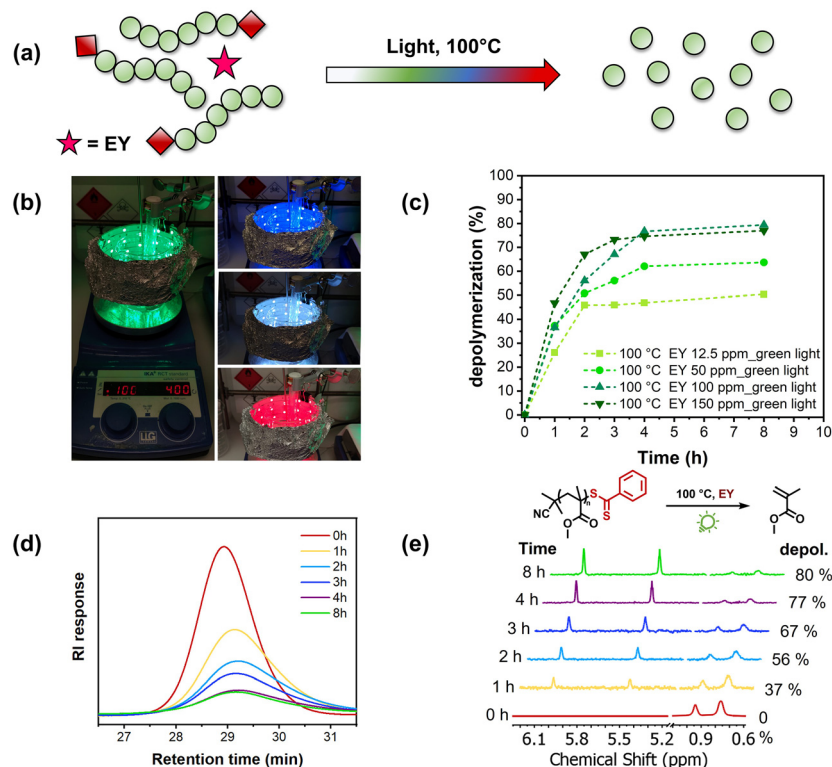 (a)
Light, 100°C
= EY
(b)
- 100 400
(c)
depolymerization (%)
100
90
80
70
60
50
40
30
20
10
0
100 °C EY 12.5 ppm_green light
100 °C EY 50 ppm_green light
100 °C EY 100 ppm_green light
100 °C EY 150 ppm_green light
0 1 2 3 4 5 6 7 8 9 10
Time (h)
(d)
RI response
0h
1h
2h
3h
4h
8h
27 28 29 30 31
Retention time (min)
(e)
NC
n
S
S
O
O
100 °C, EY
O
O
Time
depol.
8 h 80 %
4 h 77 %
3 h 67 %
2 h 56 %
1 h 37 %
0 h 0
%
6.1 5.8 5.5 5.2 0.9 0.6
Chemical Shift (ppm)